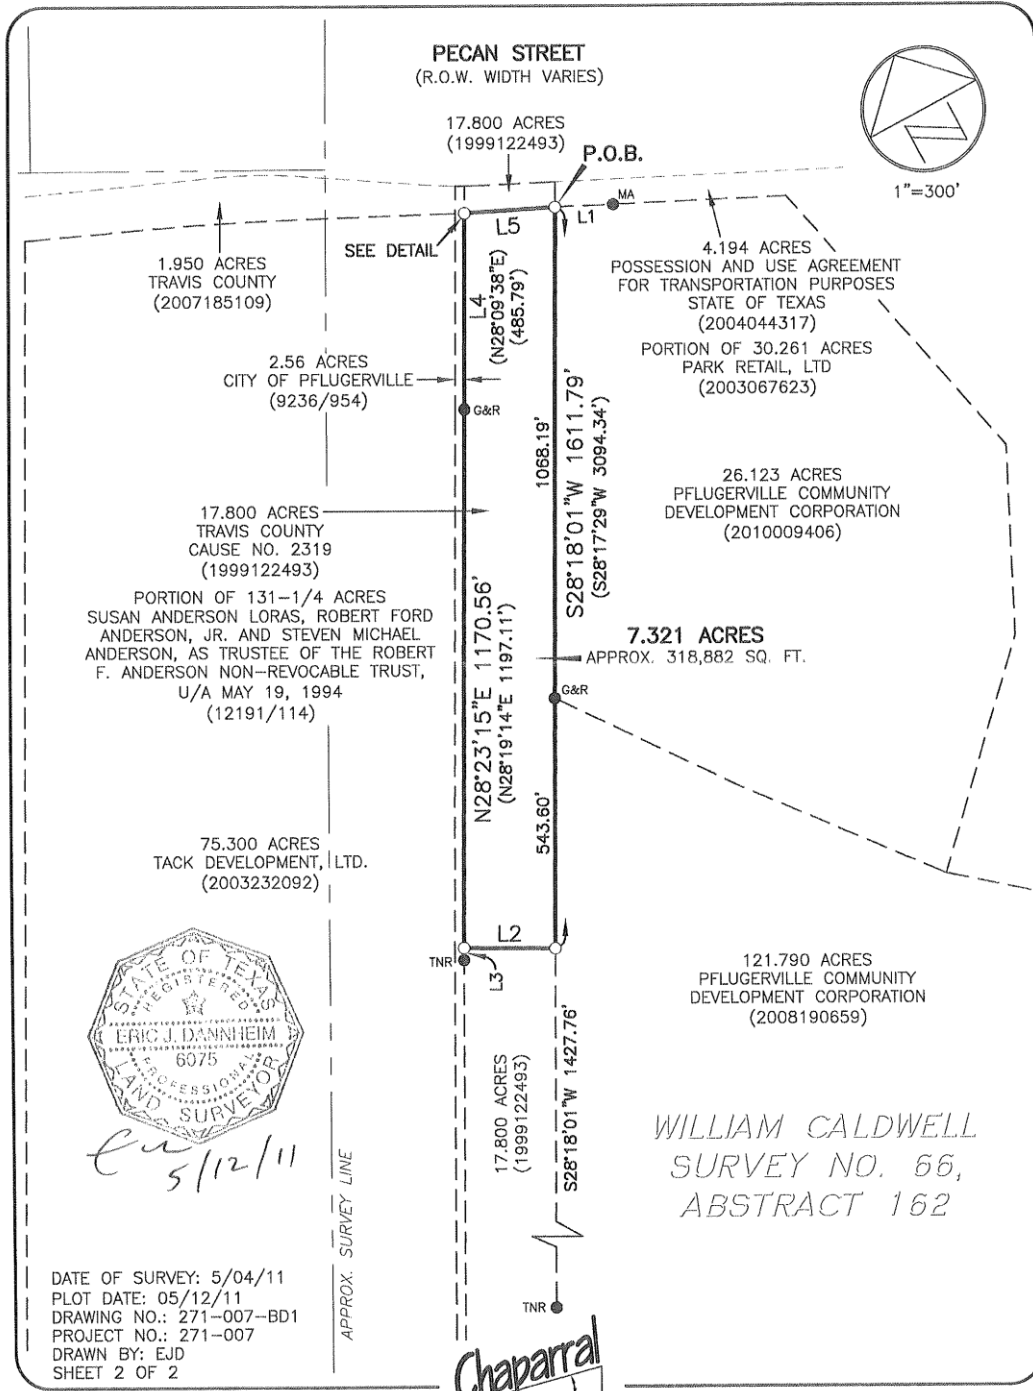 PECAN STREET
(R.O.W. WIDTH VARIES)
17.800 ACRES
(1999122493)
P.O.B.
1"=300'
MA
L1
L5
SEE DETAIL
1.950 ACRES
TRAVIS COUNTY
(2007185109)
L4
(N28°09'38"E)
(485.79')
4.194 ACRES
POSSESSION AND USE AGREEMENT
FOR TRANSPORTATION PURPOSES
STATE OF TEXAS
(2004044317)
PORTION OF 30.261 ACRES
PARK RETAIL, LTD
(2003067623)
2.56 ACRES
CITY OF PFLUGERVILLE
(9236/954)
G&R
1068.19'
S28°18'01"W 1611.79'
(S28°17'29"W 3094.34')
26.123 ACRES
PFLUGERVILLE COMMUNITY
DEVELOPMENT CORPORATION
(2010009406)
17.800 ACRES
TRAVIS COUNTY
CAUSE NO. 2319
(1999122493)
PORTION OF 131-1/4 ACRES
SUSAN ANDERSON LORAS, ROBERT FORD
ANDERSON, JR. AND STEVEN MICHAEL
ANDERSON, AS TRUSTEE OF THE ROBERT
F. ANDERSON NON-REVOCABLE TRUST,
U/A MAY 19, 1994
(12191/114)
N28°23'15"E 1170.56'
(N28°19'14"E 1197.11')
7.321 ACRES
APPROX. 318,882 SQ. FT.
G&R
543.60'
75.300 ACRES
TACK DEVELOPMENT, LTD.
(2003232092)
L2
TNR
L3
STATE OF TEXAS
REGISTERED
ERIC J. DANNHEIM
6075
PROFESSIONAL
LAND SURVEYOR
5/12/11
121.790 ACRES
PFLUGERVILLE COMMUNITY
DEVELOPMENT CORPORATION
(2008190659)
17.800 ACRES
(1999122493)
S28°18'01"W 1427.76'
WILLIAM CALDWELL
SURVEY NO. 66,
ABSTRACT 162
APPROX. SURVEY LINE
DATE OF SURVEY: 5/04/11
PLOT DATE: 05/12/11
DRAWING NO.: 271-007-BD1
PROJECT NO.: 271-007
DRAWN BY: EJD
SHEET 2 OF 2
TNR
Chaparral